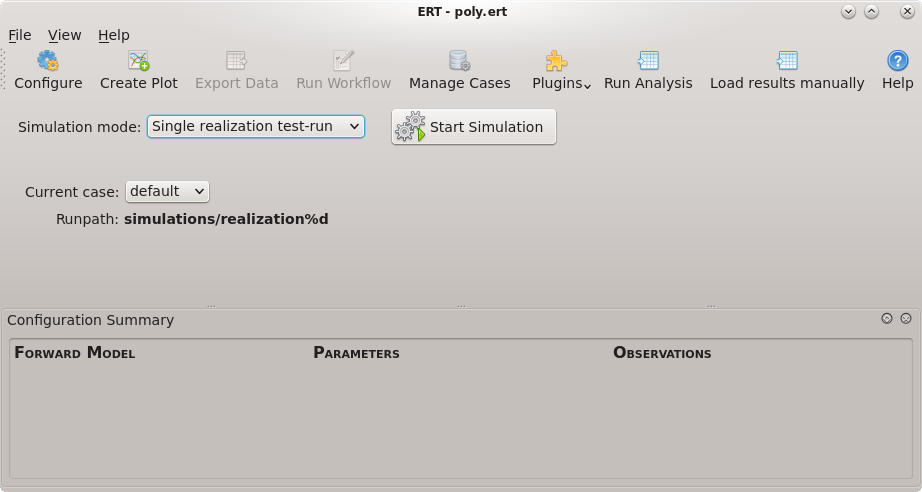 ERT - poly.ert
File View Help
Configure Create Plot Export Data Run Workflow Manage Cases Plugins Run Analysis Load results manually Help
Simulation mode: Single realization test-run Start Simulation
Current case: default
Runpath: simulations/realization%d
Configuration Summary
Forward Model Parameters Observations